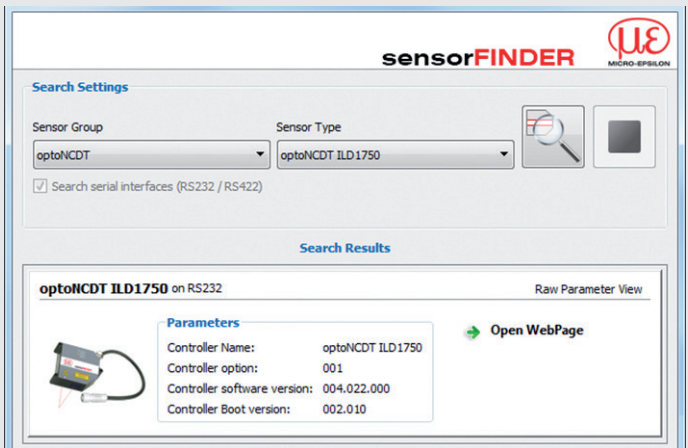 sensorFINDER
με
MICRO-EPSILON
Search Settings
Sensor Group
Sensor Type
optoNCDT
optoNCDT ILD1750
Search serial interfaces (RS232 / RS422)
Search Results
optoNCDT ILD1750 on RS232
Raw Parameter View
Parameters
Controller Name: optoNCDT ILD1750
Controller option: 001
Controller software version: 004.022.000
Controller Boot version: 002.010
Open WebPage